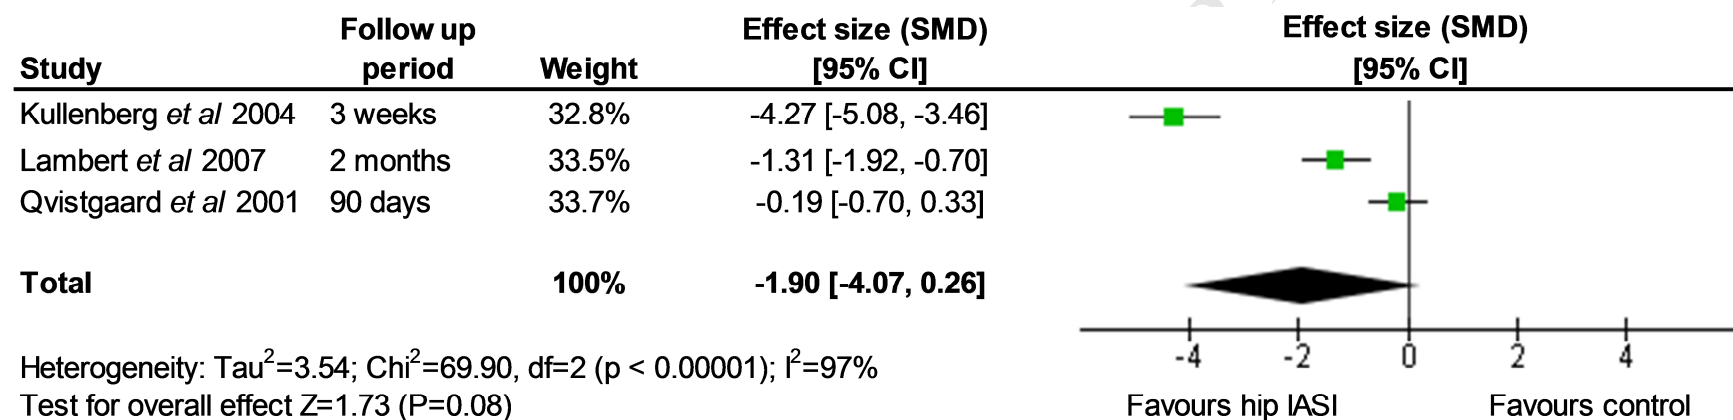 Follow up Effect size (SMD) Effect size (SMD)
Study period Weight [95% CI] [95% CI]
Kullenberg et al 2004 3 weeks 32.8% -4.27 [-5.08, -3.46]
Lambert et al 2007 2 months 33.5% -1.31 [-1.92, -0.70]
Qvistgaard et al 2001 90 days 33.7% -0.19 [-0.70, 0.33]
Total 100% -1.90 [-4.07, 0.26]
-4 -2 0 2 4
Heterogeneity: Tau²=3.54; Chi²=69.90, df=2 (p < 0.00001); I²=97%
Test for overall effect Z=1.73 (P=0.08) Favours hip IASI Favours control